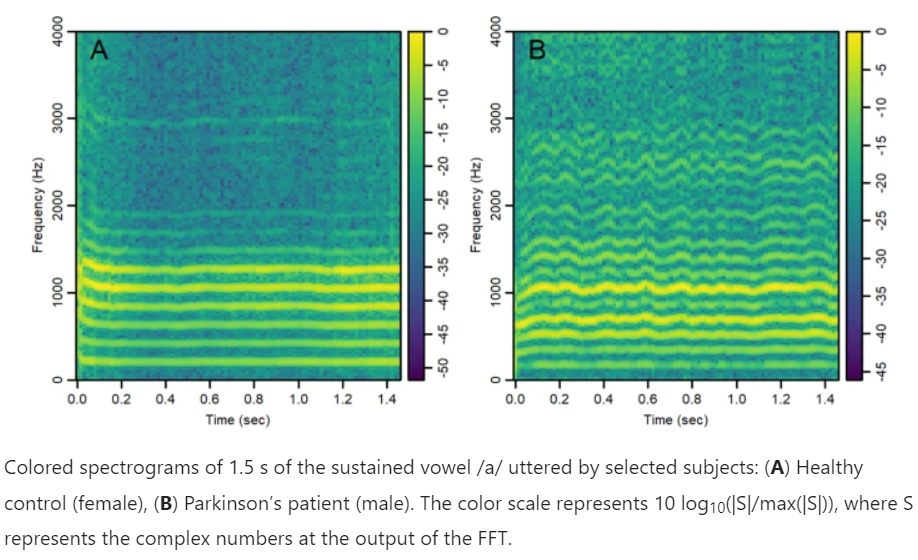 A
B
4000
3000
2000
1000
0
Frequency (Hz)
0.0 0.2 0.4 0.6 0.8 1.0 1.2 1.4
Time (sec)
0
-5
-10
-15
-20
-25
-30
-35
-40
-45
-50
4000
3000
2000
1000
0
Frequency (Hz)
0.0 0.2 0.4 0.6 0.8 1.0 1.2 1.4
Time (sec)
0
-5
-10
-15
-20
-25
-30
-35
-40
-45
Colored spectrograms of 1.5 s of the sustained vowel /a/ uttered by selected subjects: (A) Healthy
control (female), (B) Parkinson's patient (male). The color scale represents 10 log10(|S|/max(|S|)), where S
represents the complex numbers at the output of the FFT.